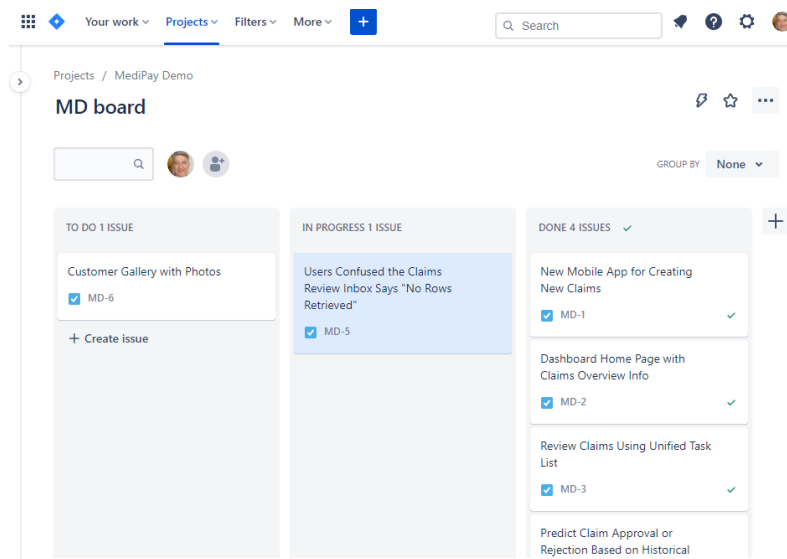 Your work
Projects
Filters
More
+
Search
Projects / MediPay Demo
MD board
GROUP BY
None
TO DO 1 ISSUE
Customer Gallery with Photos
MD-6
+ Create issue
IN PROGRESS 1 ISSUE
Users Confused the Claims
Review Inbox Says "No Rows
Retrieved"
MD-5
DONE 4 ISSUES
New Mobile App for Creating
New Claims
MD-1
Dashboard Home Page with
Claims Overview Info
MD-2
Review Claims Using Unified Task
List
MD-3
Predict Claim Approval or
Rejection Based on Historical